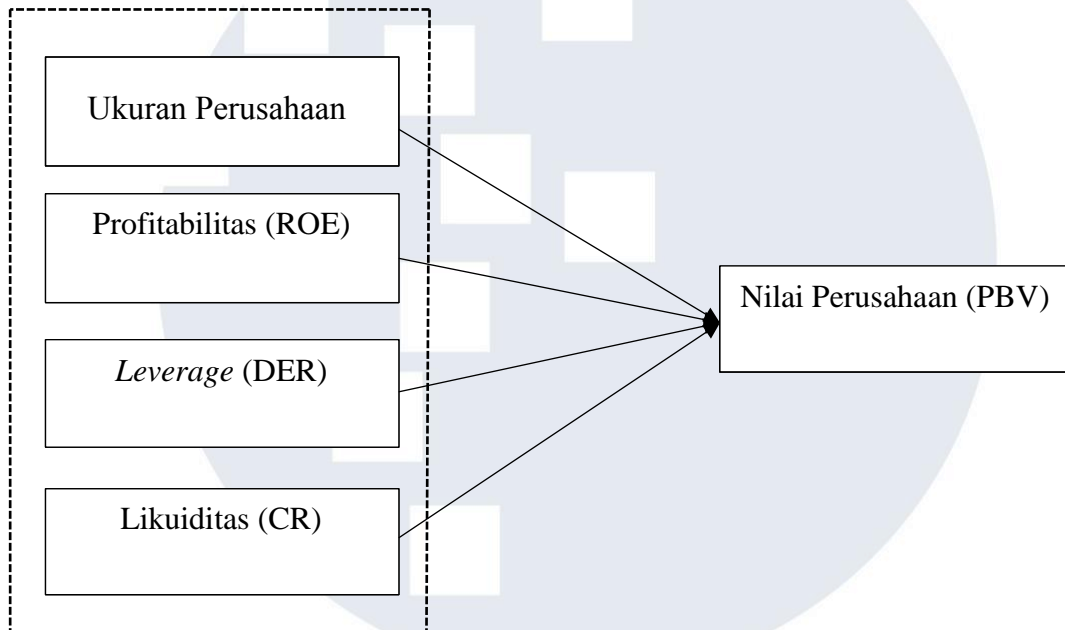 Ukuran Perusahaan
Profitabilitas (ROE)
Leverage (DER)
Likuiditas (CR)
Nilai Perusahaan (PBV)